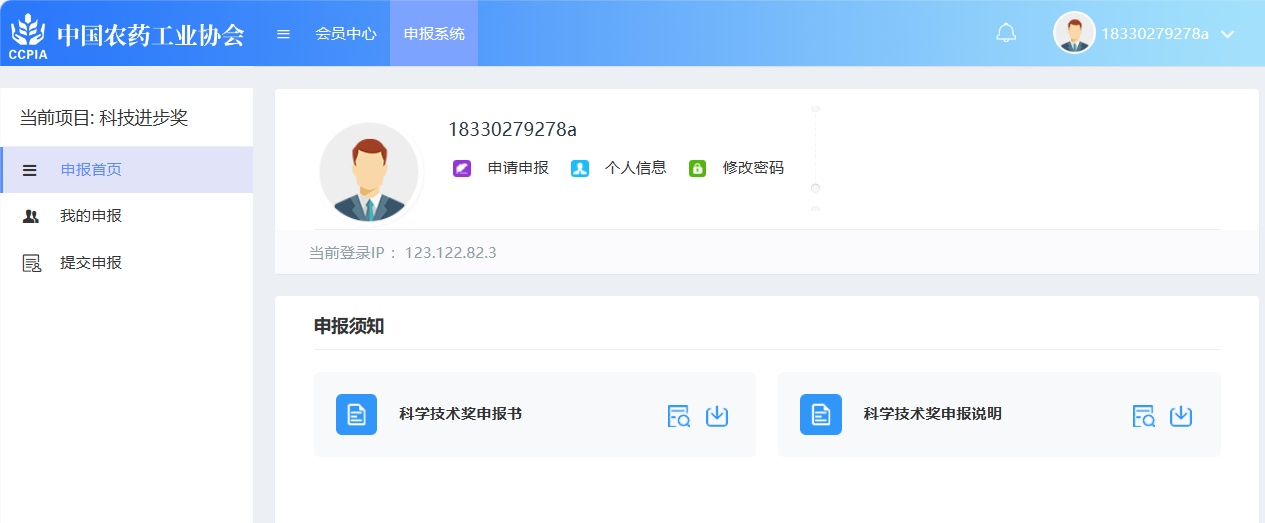 CCPIA
中国农药工业协会
会员中心
申报系统
18330279278a
当前项目: 科技进步奖
申报首页
我的申报
提交申报
18330279278a
申请申报
个人信息
修改密码
当前登录IP ： 123.122.82.3
申报须知
科学技术奖申报书
科学技术奖申报说明